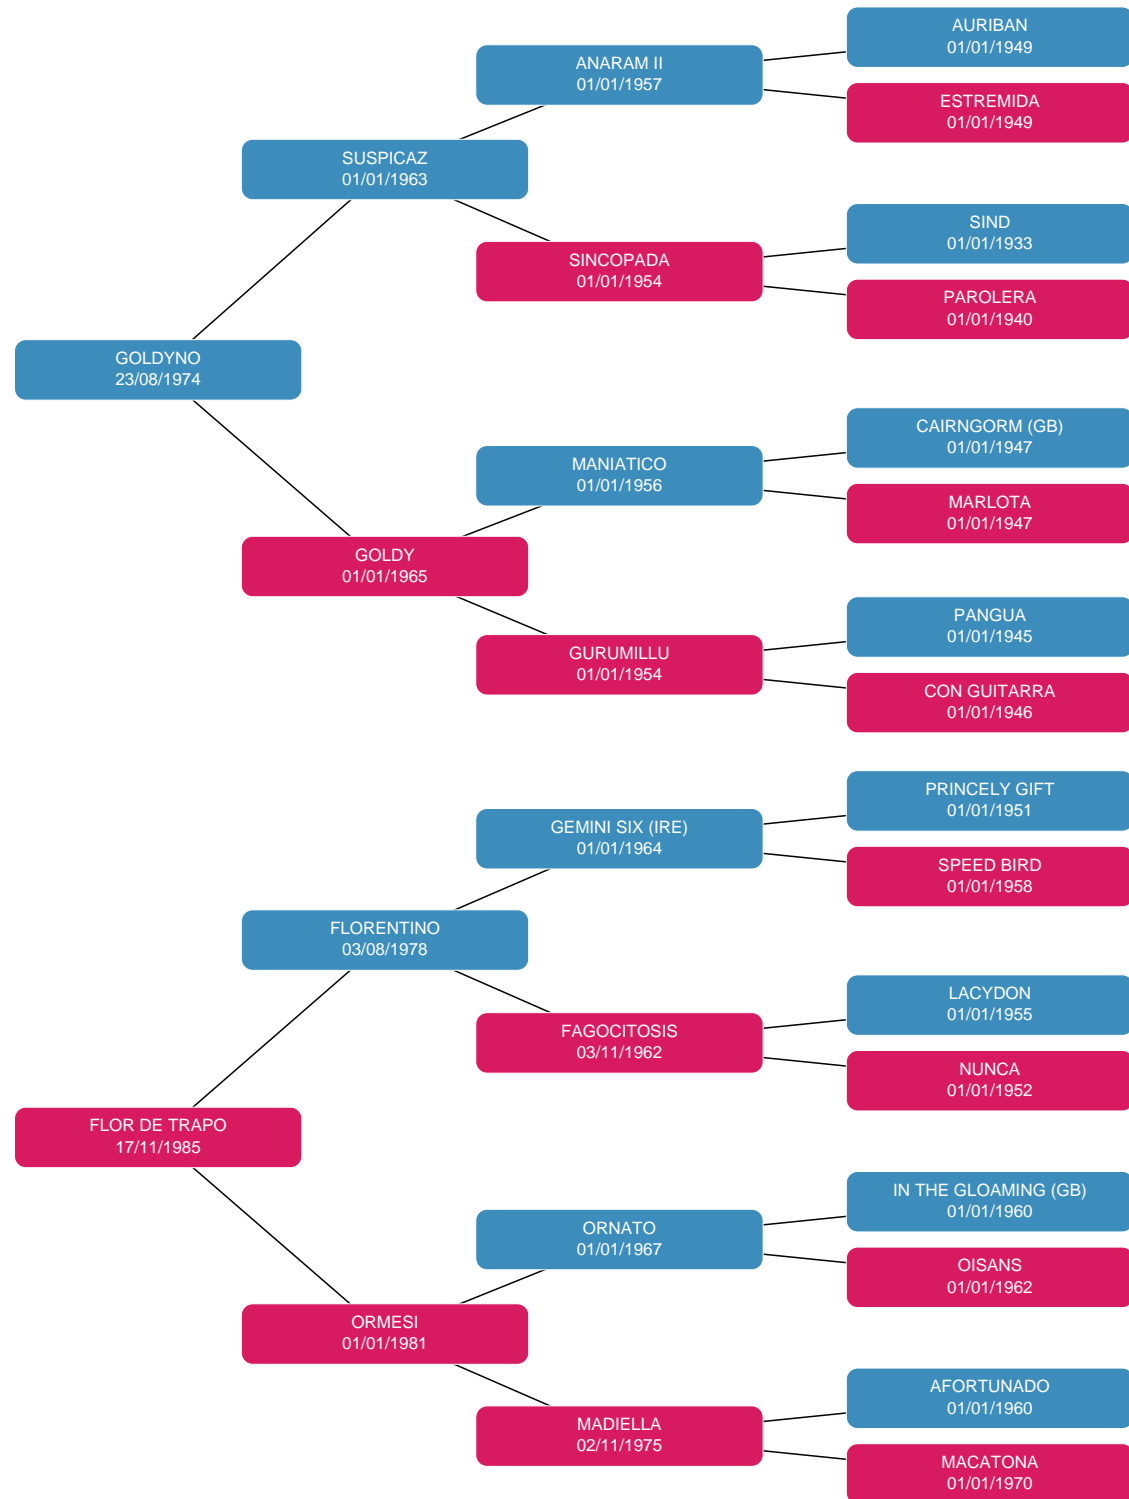 AURIBAN
01/01/1949
ANARAM II
01/01/1957
ESTREMIDA
01/01/1949
SUSPICAZ
01/01/1963
SIND
01/01/1933
SINCOPADA
01/01/1954
PAROLERA
01/01/1940
GOLDYNO
23/08/1974
CAIRNGORM (GB)
01/01/1947
MANIATICO
01/01/1956
MARLOTA
01/01/1947
GOLDY
01/01/1965
PANGUA
01/01/1945
GURUMILLU
01/01/1954
CON GUITARRA
01/01/1946
PRINCELY GIFT
01/01/1951
GEMINI SIX (IRE)
01/01/1964
SPEED BIRD
01/01/1958
FLORENTINO
03/08/1978
LACYDON
01/01/1955
FAGOCITOSIS
03/11/1962
NUNCA
01/01/1952
FLOR DE TRAPO
17/11/1985
IN THE GLOAMING (GB)
01/01/1960
ORNATO
01/01/1967
OISANS
01/01/1962
ORMESI
01/01/1981
AFORTUNADO
01/01/1960
MADIELLA
02/11/1975
MACATONA
01/01/1970